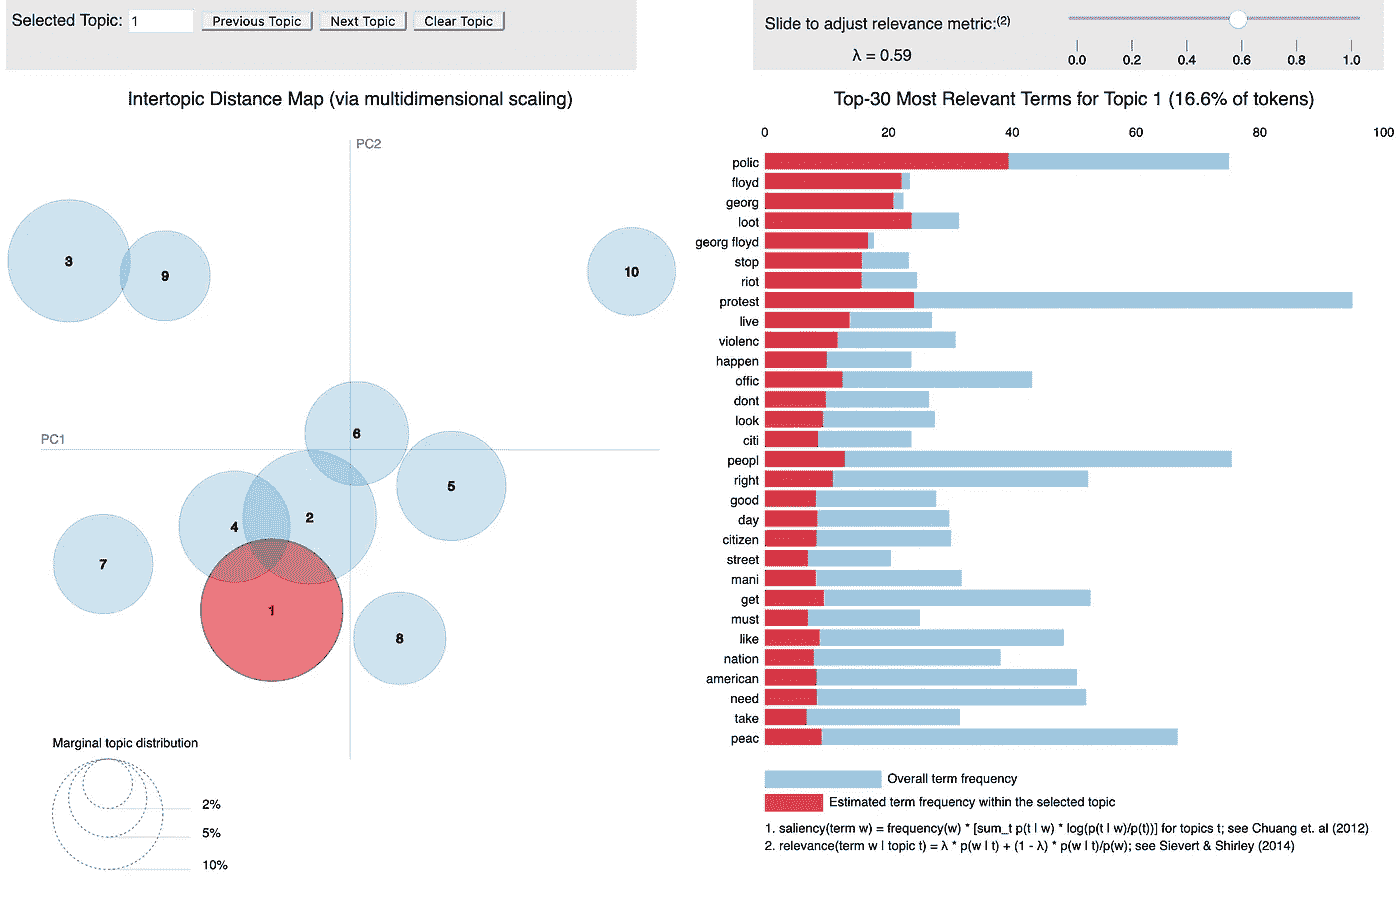 Selected Topic: 1 Previous Topic Next Topic Clear Topic
Slide to adjust relevance metric:(2)
λ = 0.59
0.0 0.2 0.4 0.6 0.8 1.0
Intertopic Distance Map (via multidimensional scaling)
PC2
PC1
3
9
10
6
5
4
2
7
1
8
Marginal topic distribution
2%
5%
10%
Top-30 Most Relevant Terms for Topic 1 (16.6% of tokens)
0 20 40 60 80 100
polic
floyd
georg
loot
georg floyd
stop
riot
protest
live
violenc
happen
offic
dont
look
citi
peopl
right
good
day
citizen
street
mani
get
must
like
nation
american
need
take
peac
Overall term frequency
Estimated term frequency within the selected topic
1. saliency(term w) = frequency(w) * [sum_t p(t | w) * log(p(t | w)/p(t))] for topics t; see Chuang et. al (2012)
2. relevance(term w | topic t) = λ * p(w | t) + (1 - λ) * p(w | t)/p(w); see Sievert & Shirley (2014)